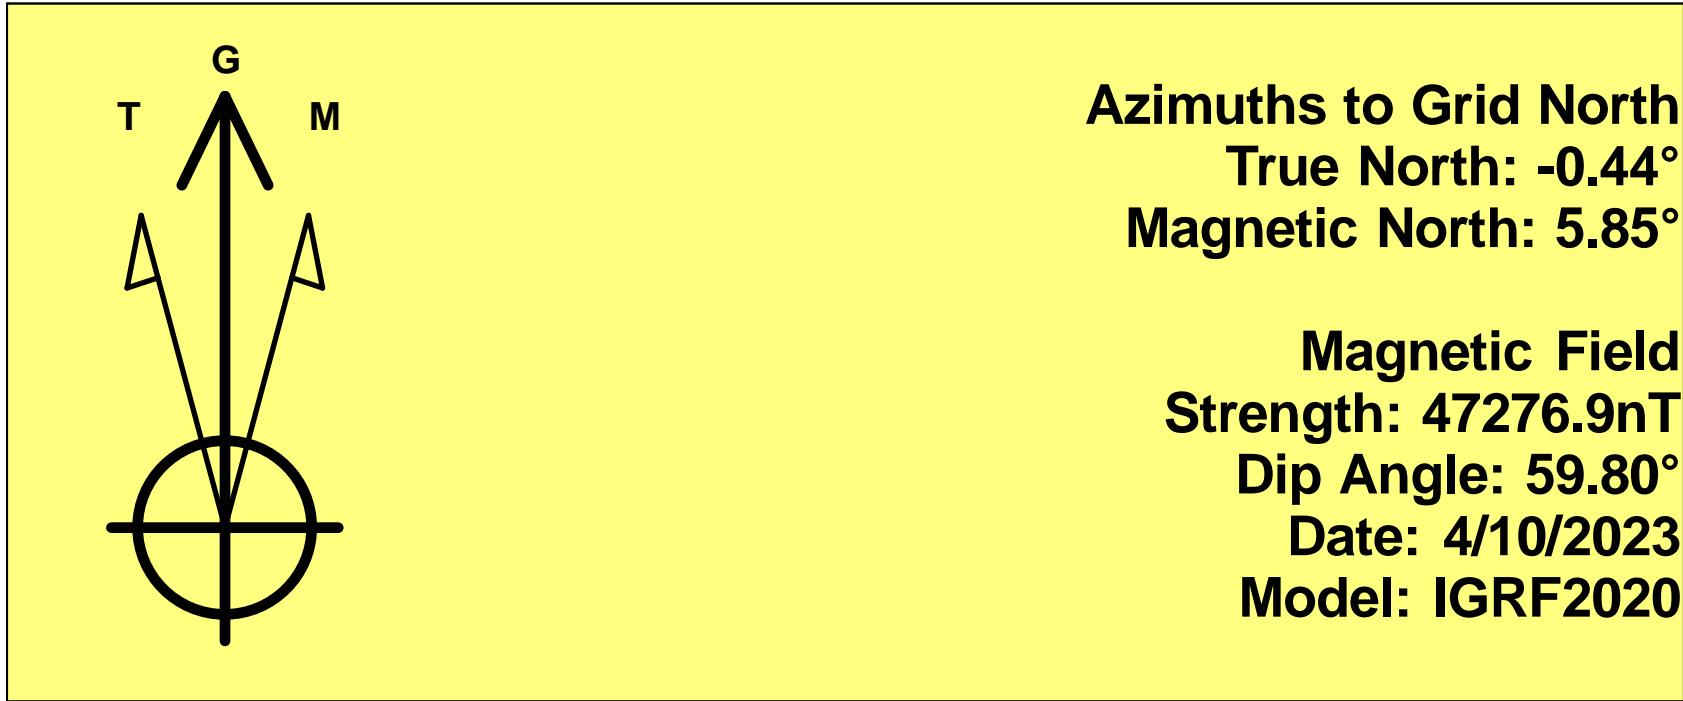 G
T
M
Azimuths to Grid North
True North: -0.44°
Magnetic North: 5.85°
Magnetic Field
Strength: 47276.9nT
Dip Angle: 59.80°
Date: 4/10/2023
Model: IGRF2020